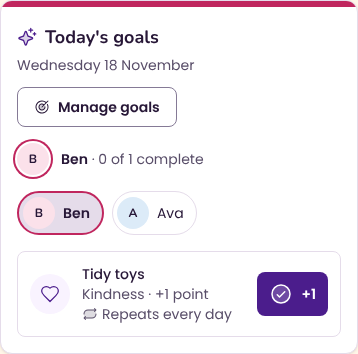 Today's goals
Wednesday 18 November
Manage goals
B
Ben · 0 of 1 complete
B Ben
A Ava
Tidy toys
Kindness · +1 point
Repeats every day
+1